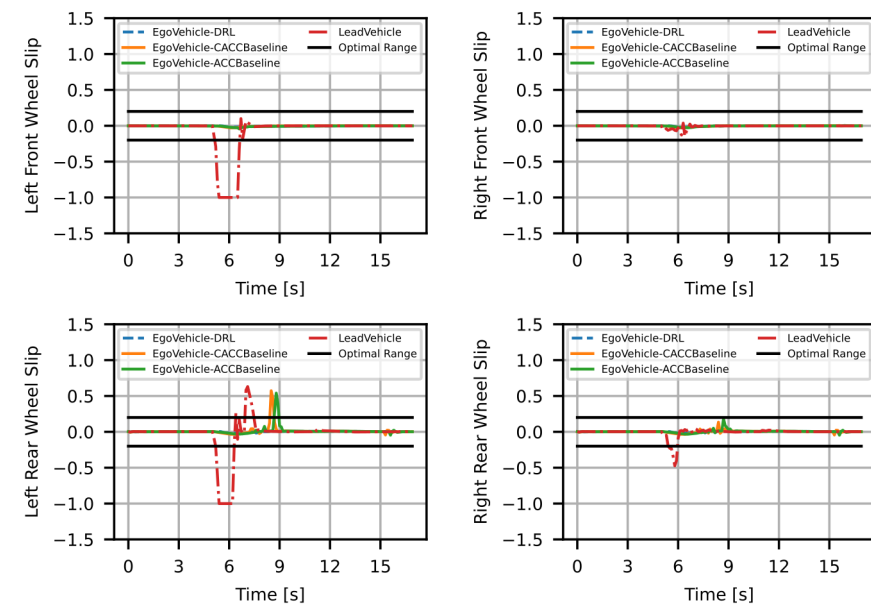 Left Front Wheel Slip
1.5
1.0
0.5
0.0
−0.5
−1.0
−1.5
EgoVehicle-DRL
EgoVehicle-CACCBaseline
EgoVehicle-ACCBaseline
LeadVehicle
Optimal Range
0 3 6 9 12 15
Time [s]
Right Front Wheel Slip
1.5
1.0
0.5
0.0
−0.5
−1.0
−1.5
EgoVehicle-DRL
EgoVehicle-CACCBaseline
EgoVehicle-ACCBaseline
LeadVehicle
Optimal Range
0 3 6 9 12 15
Time [s]
Left Rear Wheel Slip
1.5
1.0
0.5
0.0
−0.5
−1.0
−1.5
EgoVehicle-DRL
EgoVehicle-CACCBaseline
EgoVehicle-ACCBaseline
LeadVehicle
Optimal Range
0 3 6 9 12 15
Time [s]
Right Rear Wheel Slip
1.5
1.0
0.5
0.0
−0.5
−1.0
−1.5
EgoVehicle-DRL
EgoVehicle-CACCBaseline
EgoVehicle-ACCBaseline
LeadVehicle
Optimal Range
0 3 6 9 12 15
Time [s]